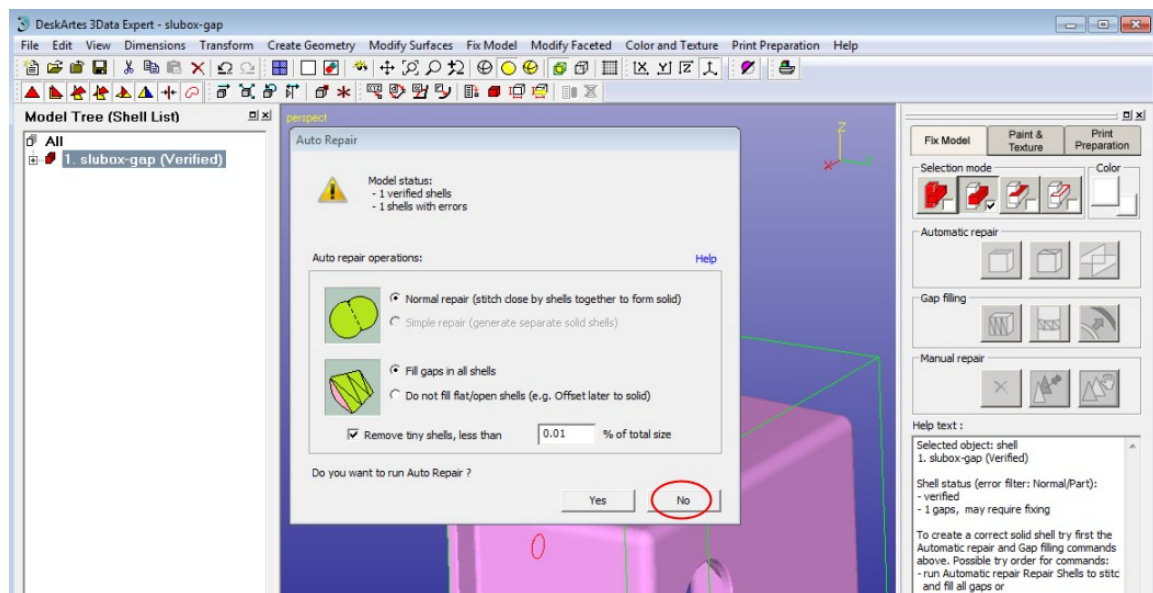 DeskArtes 3Data Expert - slubox-gap
File Edit View Dimensions Transform Create Geometry Modify Surfaces Fix Model Modify Faceted Color and Texture Print Preparation Help
Model Tree (Shell List)
All
1. slubox-gap (Verified)
perspect
Z
X
Y
Auto Repair
Model status:
- 1 verified shells
- 1 shells with errors
Auto repair operations:
Help
Normal repair (stitch close by shells together to form solid)
Simple repair (generate separate solid shells)
Fill gaps in all shells
Do not fill flat/open shells (e.g. Offset later to solid)
Remove tiny shells, less than 0.01 % of total size
Do you want to run Auto Repair ?
Yes No
Fix Model
Paint &
Texture
Print
Preparation
Selection mode
Color
Automatic repair
Gap filling
Manual repair
Help text :
Selected object: shell
1. slubox-gap (Verified)
Shell status (error filter: Normal/Part):
- verified
- 1 gaps, may require fixing
To create a correct solid shell try first the
Automatic repair and Gap filling commands
above. Possible try order for commands:
- run Automatic repair Repair Shells to stitc
and fill all gaps or